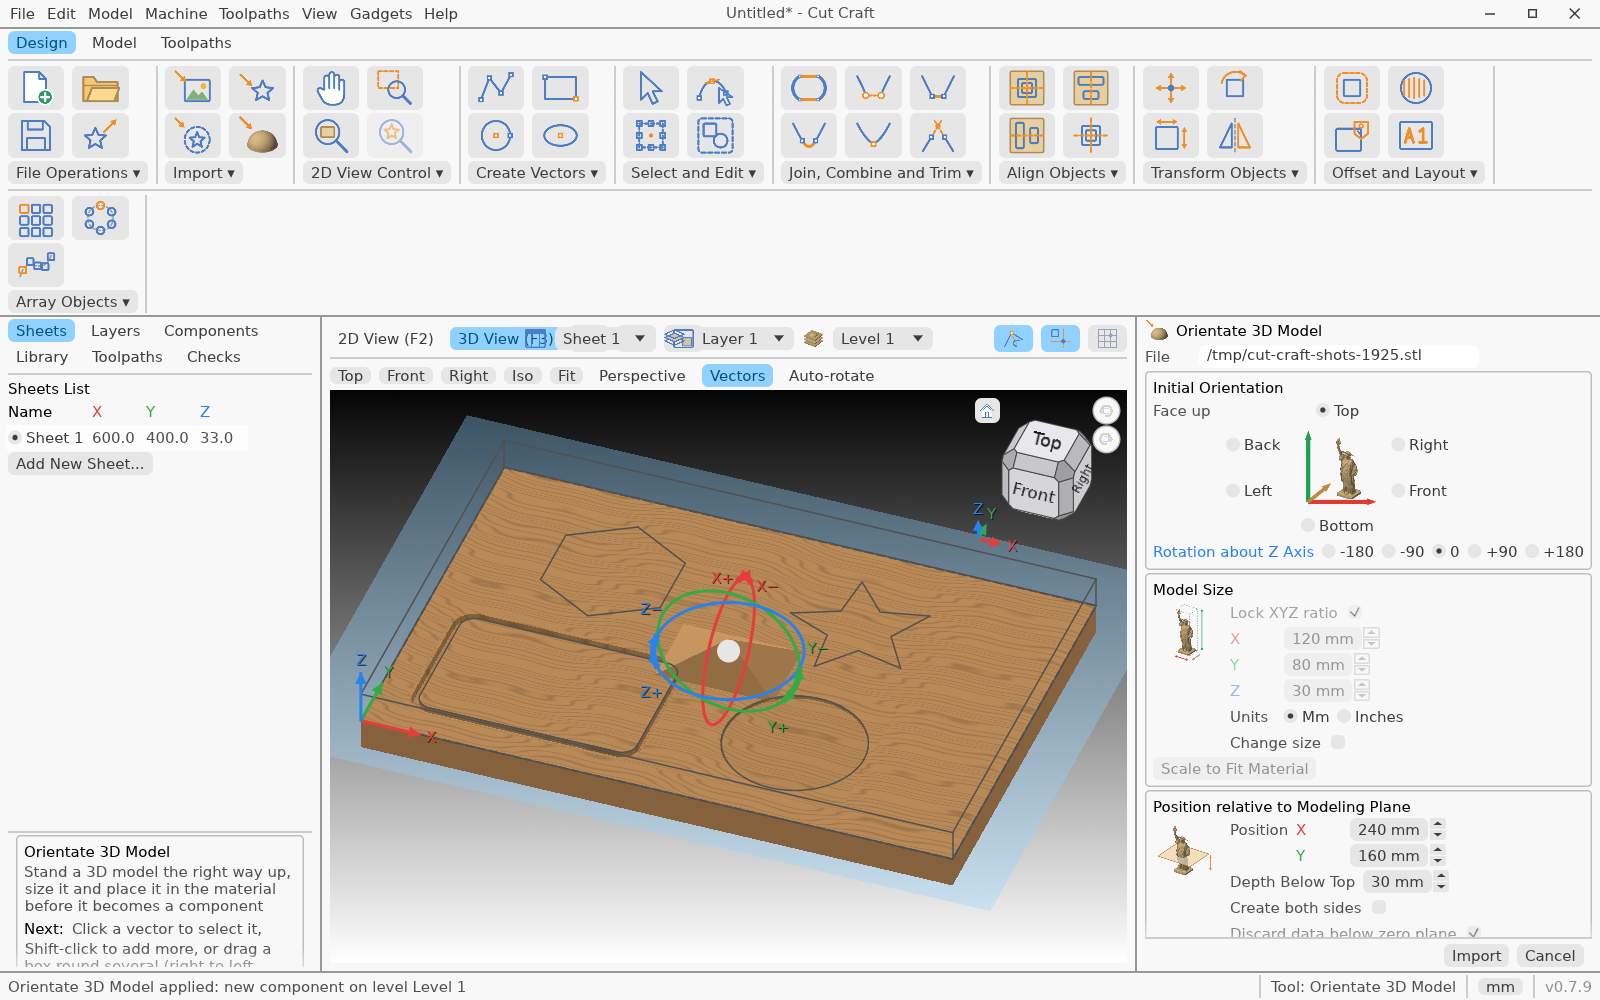 File Edit Model Machine Toolpaths View Gadgets Help
Untitled* - Cut Craft
Design Model Toolpaths
File Operations ▾
Import ▾
2D View Control ▾
Create Vectors ▾
Select and Edit ▾
Join, Combine and Trim ▾
Align Objects ▾
Transform Objects ▾
Offset and Layout ▾
A1
Array Objects ▾
Sheets Layers Components
Library Toolpaths Checks
Sheets List
Name X Y Z
Sheet 1 600.0 400.0 33.0
Add New Sheet...
Orientate 3D Model
Stand a 3D model the right way up,
size it and place it in the material
before it becomes a component
Next: Click a vector to select it,
Shift-click to add more, or drag a
box round several (right to left
2D View (F2) 3D View (F3) Sheet 1 Layer 1 Level 1
Top Front Right Iso Fit Perspective Vectors Auto-rotate
Top
Front
Right
Z Y
X
X+ X-
Z-
Y-
Z+
Y+
Z
Y
X
Orientate 3D Model
File /tmp/cut-craft-shots-1925.stl
Initial Orientation
Face up Top
Back Right
Left Front
Bottom
Rotation about Z Axis -180 -90 0 +90 +180
Model Size
Lock XYZ ratio
X 120 mm
Y 80 mm
Z 30 mm
Units Mm Inches
Change size
Scale to Fit Material
Position relative to Modeling Plane
Position X 240 mm
Y 160 mm
Depth Below Top 30 mm
Create both sides
Discard data below zero plane
Import Cancel
Orientate 3D Model applied: new component on level Level 1
Tool: Orientate 3D Model mm v0.7.9